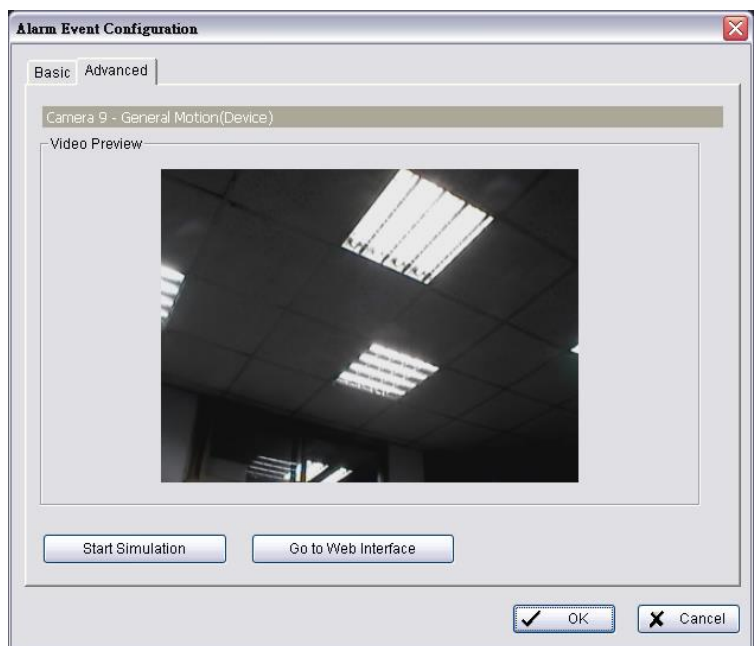 Alarm Event Configuration
Basic Advanced
Camera 9 - General Motion(Device)
Video Preview
Start Simulation Go to Web Interface
OK Cancel